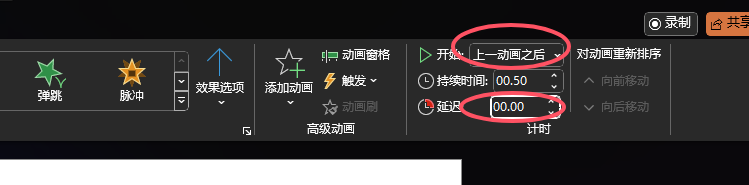 录制
共享
弹跳
脉冲
效果选项
添加动画
动画窗格
触发
动画刷
高级动画
开始: 上一动画之后
持续时间: 00.50
延迟: 00.00
计时
对动画重新排序
向前移动
向后移动